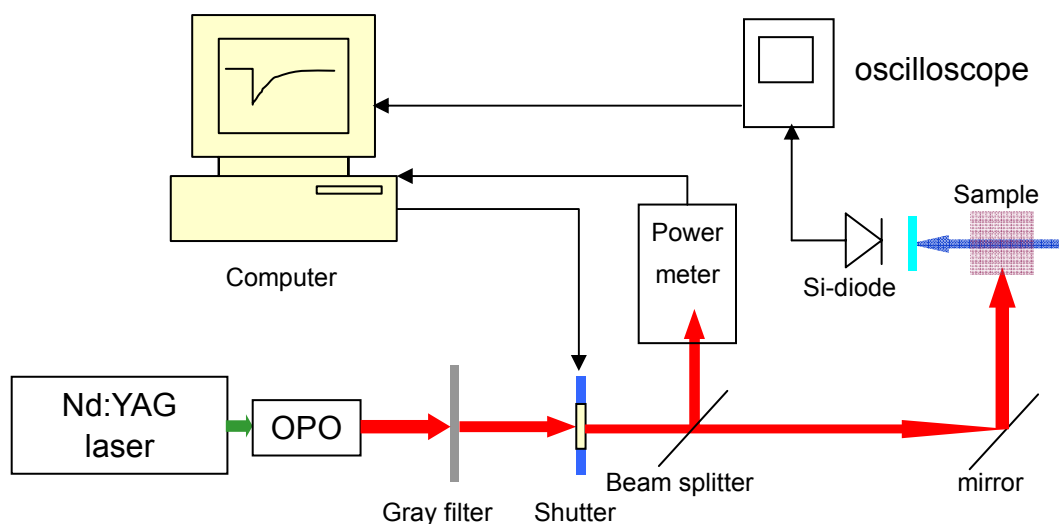 oscilloscope
Sample
Power
meter
Computer
Si-diode
Nd:YAG
laser
OPO
Beam splitter
mirror
Gray filter
Shutter